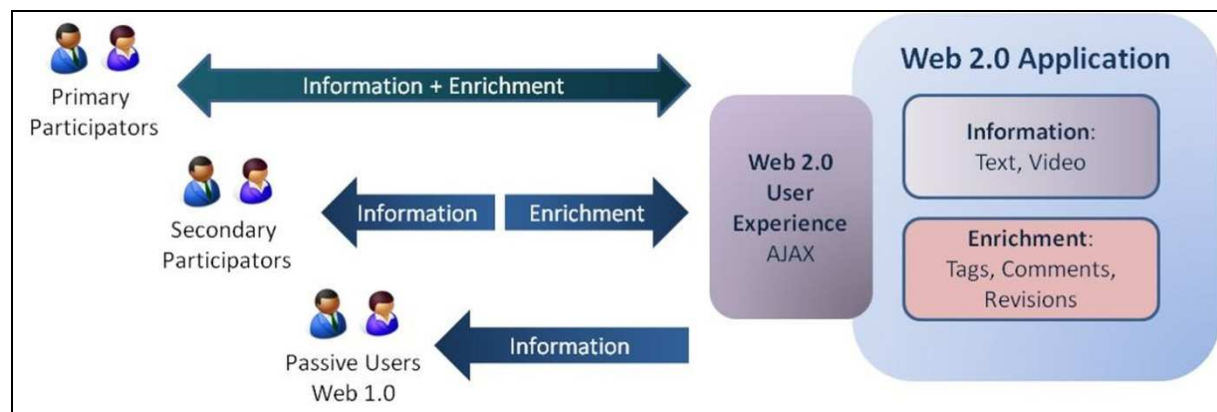 Primary
Participators
Information + Enrichment
Secondary
Participators
Information
Enrichment
Passive Users
Web 1.0
Information
Web 2.0
User
Experience
AJAX
Web 2.0 Application
Information:
Text, Video
Enrichment:
Tags, Comments,
Revisions